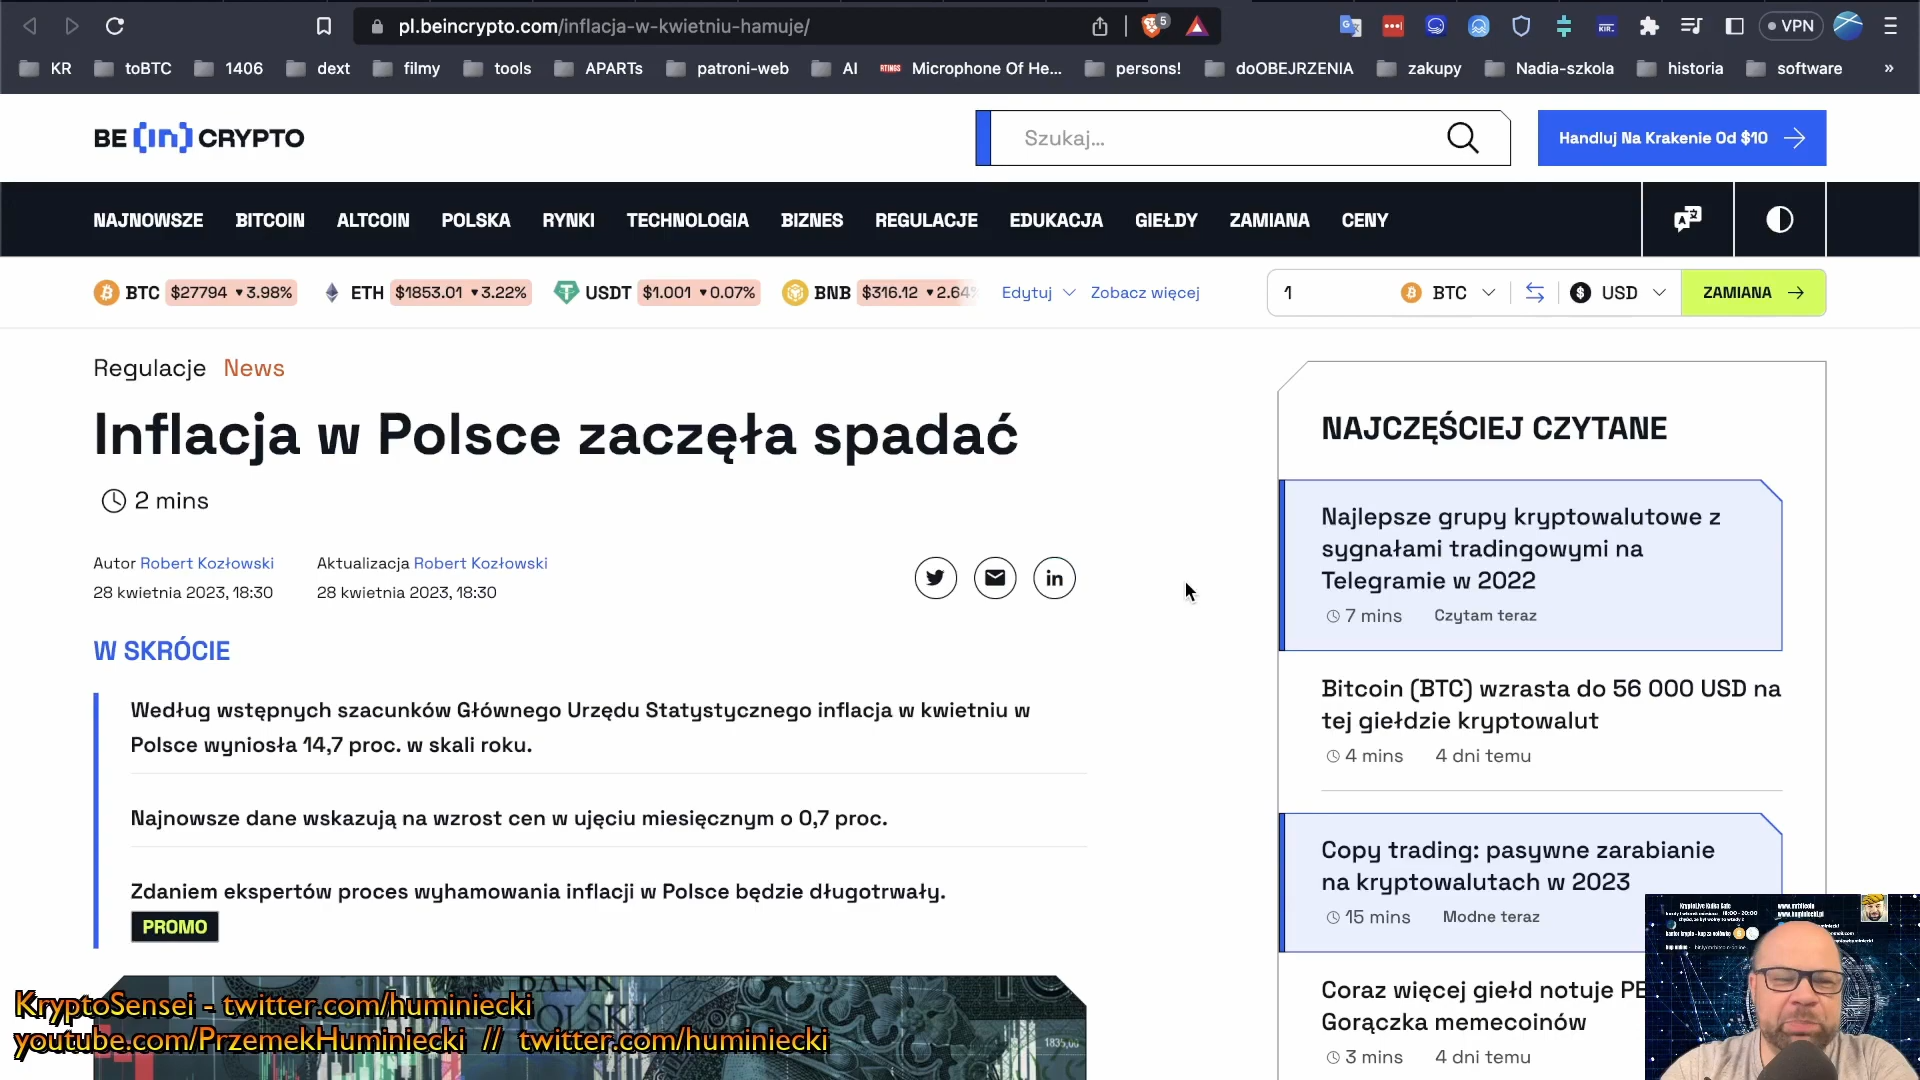 pl.beincrypto.com/inflacja-w-kwietniu-hamuje/
5
VPN
KR
toBTC
1406
dext
filmy
tools
APARTs
patroni-web
AI
RTINGS Microphone Of He...
persons!
doOBEJRZENIA
zakupy
Nadia-szkola
historia
software
»
BE [in] CRYPTO
Szukaj...
Handluj Na Krakenie Od $10
NAJNOWSZE BITCOIN ALTCOIN POLSKA RYNKI TECHNOLOGIA BIZNES REGULACJE EDUKACJA GIEŁDY ZAMIANA CENY
BTC $27794 ▾3.98% ETH $1853.01 ▾3.22% USDT $1.001 ▾0.07% BNB $316.12 ▾2.64%
Edytuj Zobacz więcej
1 BTC USD ZAMIANA
Regulacje News
Inflacja w Polsce zaczęła spadać
2 mins
Autor Robert Kozłowski
28 kwietnia 2023, 18:30
Aktualizacja Robert Kozłowski
28 kwietnia 2023, 18:30
W SKRÓCIE
Według wstępnych szacunków Głównego Urzędu Statystycznego inflacja w kwietniu w
Polsce wyniosła 14,7 proc. w skali roku.
Najnowsze dane wskazują na wzrost cen w ujęciu miesięcznym o 0,7 proc.
Zdaniem ekspertów proces wyhamowania inflacji w Polsce będzie długotrwały.
PROMO
BANK
POLSKI
1835,00
NAJCZĘŚCIEJ CZYTANE
Najlepsze grupy kryptowalutowe z
sygnałami tradingowymi na
Telegramie w 2022
7 mins Czytam teraz
Bitcoin (BTC) wzrasta do 56 000 USD na
tej giełdzie kryptowalut
4 mins 4 dni temu
Copy trading: pasywne zarabianie
na kryptowalutach w 2023
15 mins Modne teraz
Coraz więcej giełd notuje PE
Gorączka memecoinów
3 mins 4 dni temu
KryptoSensei - twitter.com/huminiecki
youtube.com/PrzemekHuminiecki // twitter.com/huminiecki